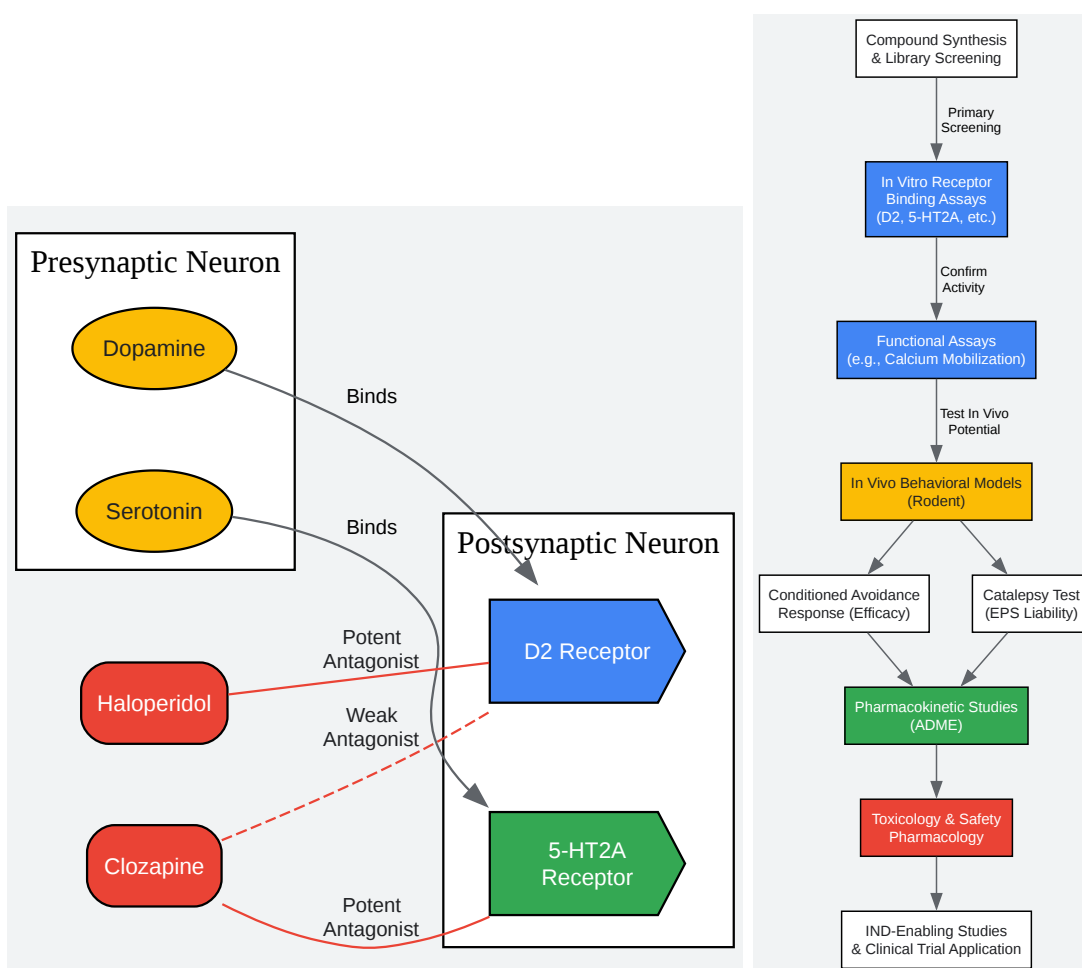 Presynaptic Neuron
Dopamine
Serotonin
Binds
Binds
Postsynaptic Neuron
D2 Receptor
5-HT2A
Receptor
Haloperidol
Potent
Antagonist
Weak
Antagonist
Clozapine
Potent
Antagonist
Compound Synthesis
& Library Screening
Primary
Screening
In Vitro Receptor
Binding Assays
(D2, 5-HT2A, etc.)
Confirm
Activity
Functional Assays
(e.g., Calcium Mobilization)
Test In Vivo
Potential
In Vivo Behavioral Models
(Rodent)
Conditioned Avoidance
Response (Efficacy)
Catalepsy Test
(EPS Liability)
Pharmacokinetic Studies
(ADME)
Toxicology & Safety
Pharmacology
IND-Enabling Studies
& Clinical Trial Application